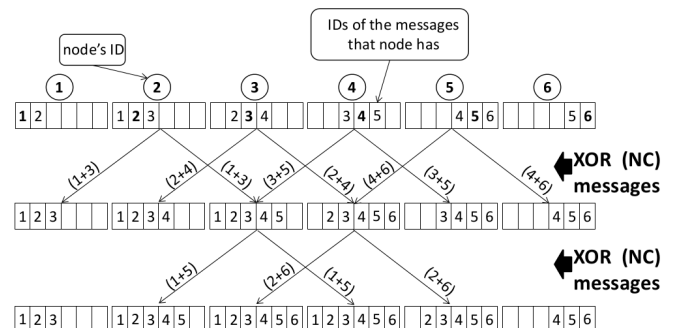 IDs of the messages
that node has
node's ID
1 2 3 4 5 6
1 2 1 2 3 2 3 4 3 4 5 4 5 6 5 6
(1+3) (2+4) (1+3) (3+5) (2+4) (4+6) (3+5) (4+6)
XOR (NC)
messages
1 2 3 1 2 3 4 1 2 3 4 5 2 3 4 5 6 3 4 5 6 4 5 6
(1+5) (2+6) (1+5) (2+6)
XOR (NC)
messages
1 2 3 1 2 3 4 5 1 2 3 4 5 6 1 2 3 4 5 6 2 3 4 5 6 4 5 6